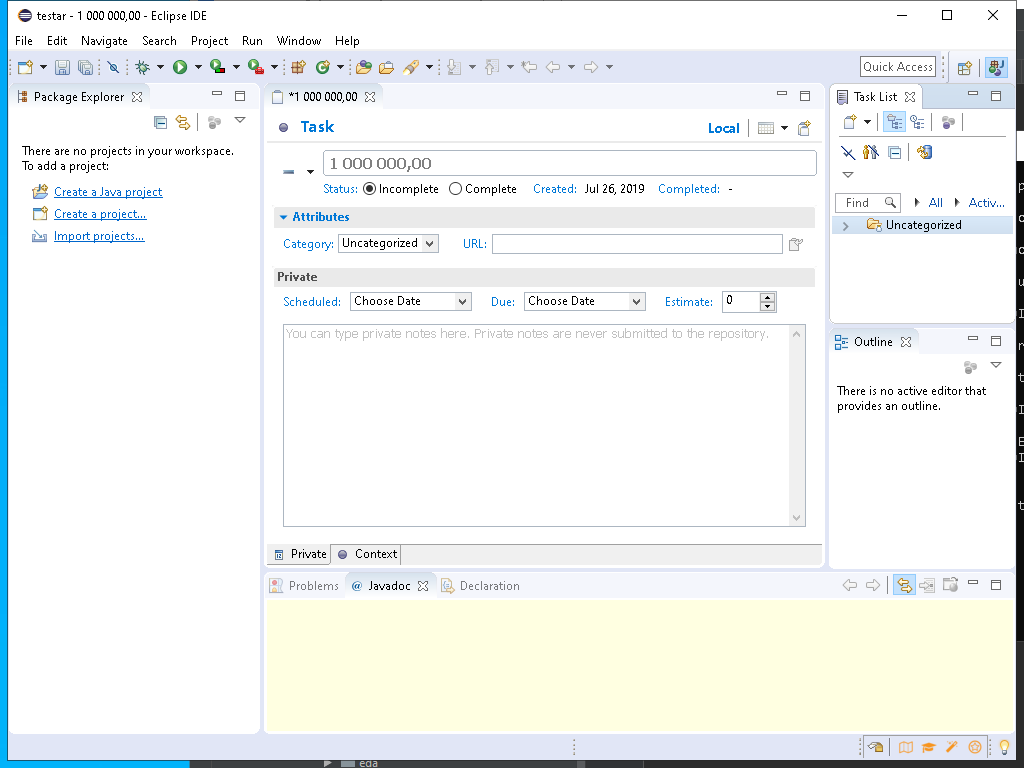 testar - 1 000 000,00 - Eclipse IDE
File Edit Navigate Search Project Run Window Help
Quick Access
Package Explorer
There are no projects in your workspace.
To add a project:
Create a Java project
Create a project...
Import projects...
*1 000 000,00
Task
Local
1 000 000,00
Status: Incomplete Complete Created: Jul 26, 2019 Completed: -
Attributes
Category: Uncategorized URL:
Private
Scheduled: Choose Date Due: Choose Date Estimate: 0
You can type private notes here. Private notes are never submitted to the repository.
Private Context
Problems @ Javadoc Declaration
Task List
Find All Activ...
Uncategorized
Outline
There is no active editor that
provides an outline.
eda